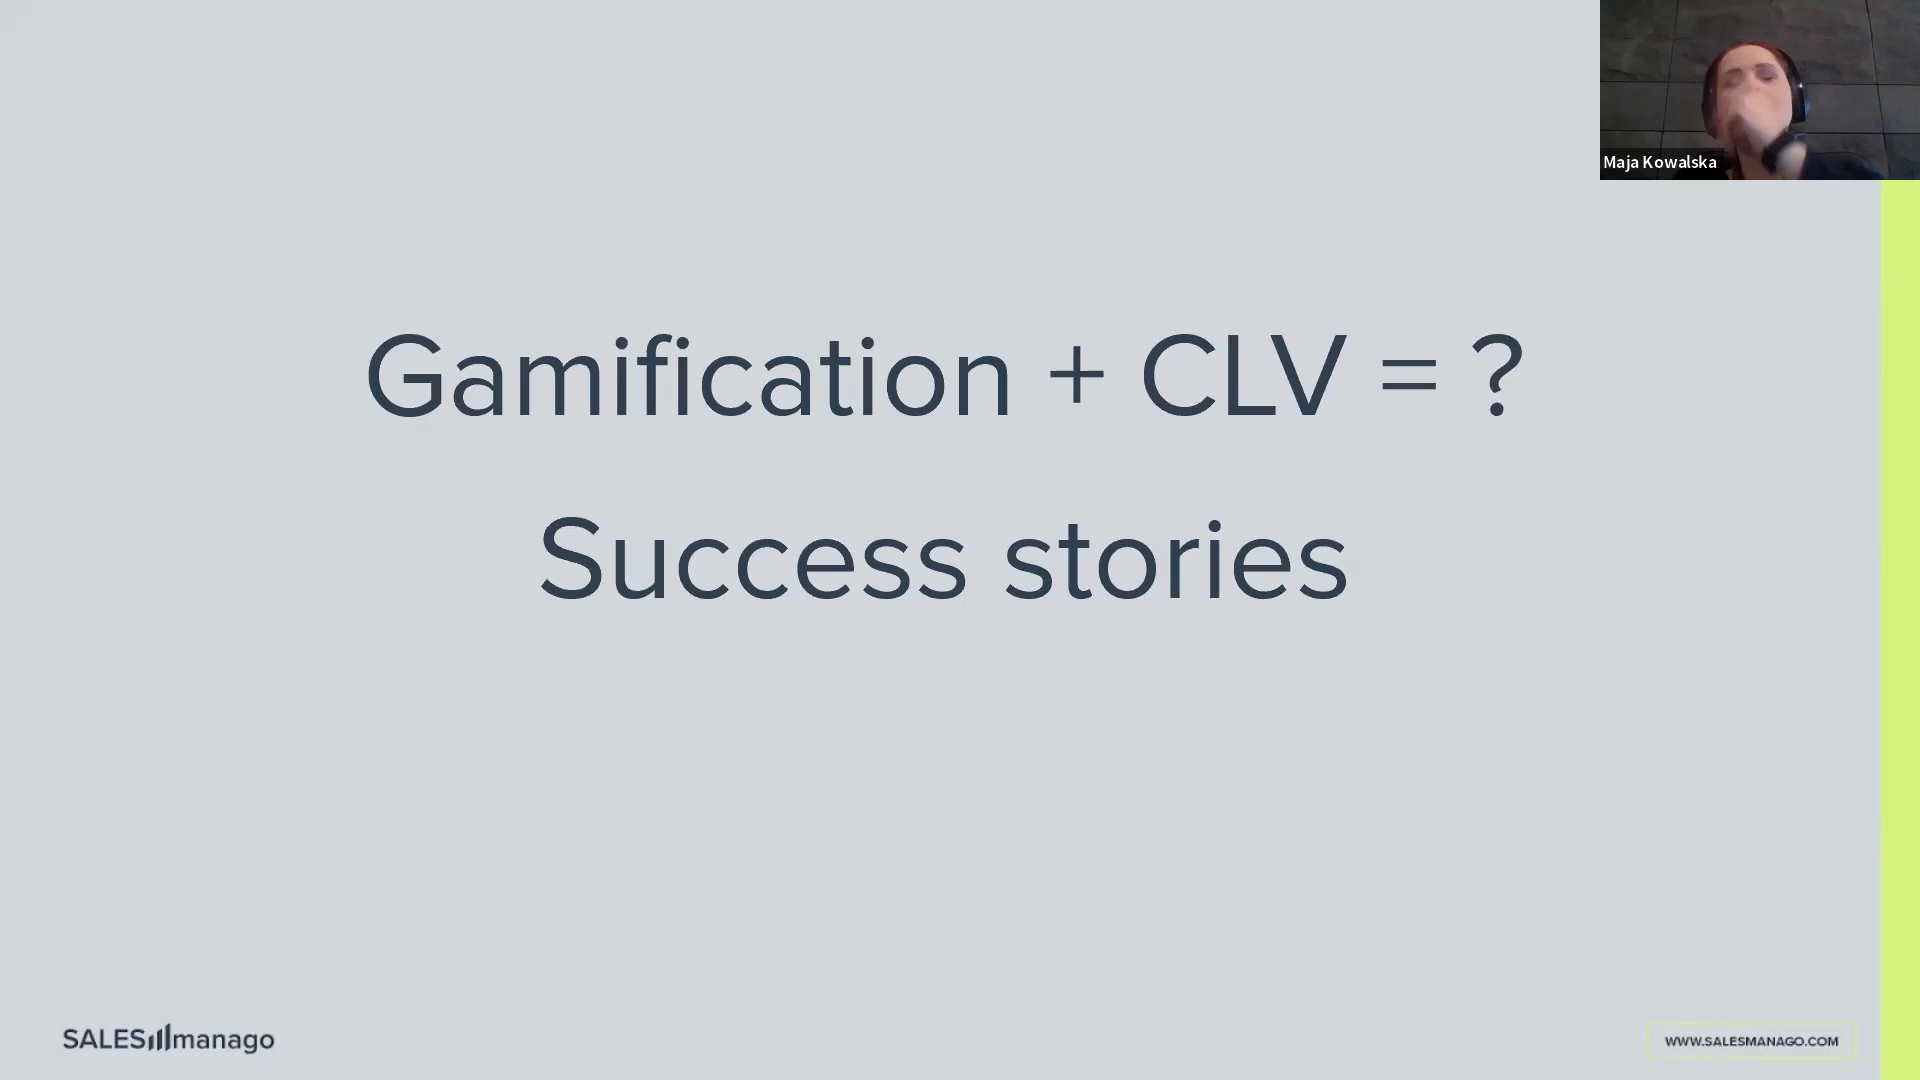 Maja Kowalska
Gamification + CLV = ?
Success stories
SALESmanago
WWW.SALESMANAGO.COM